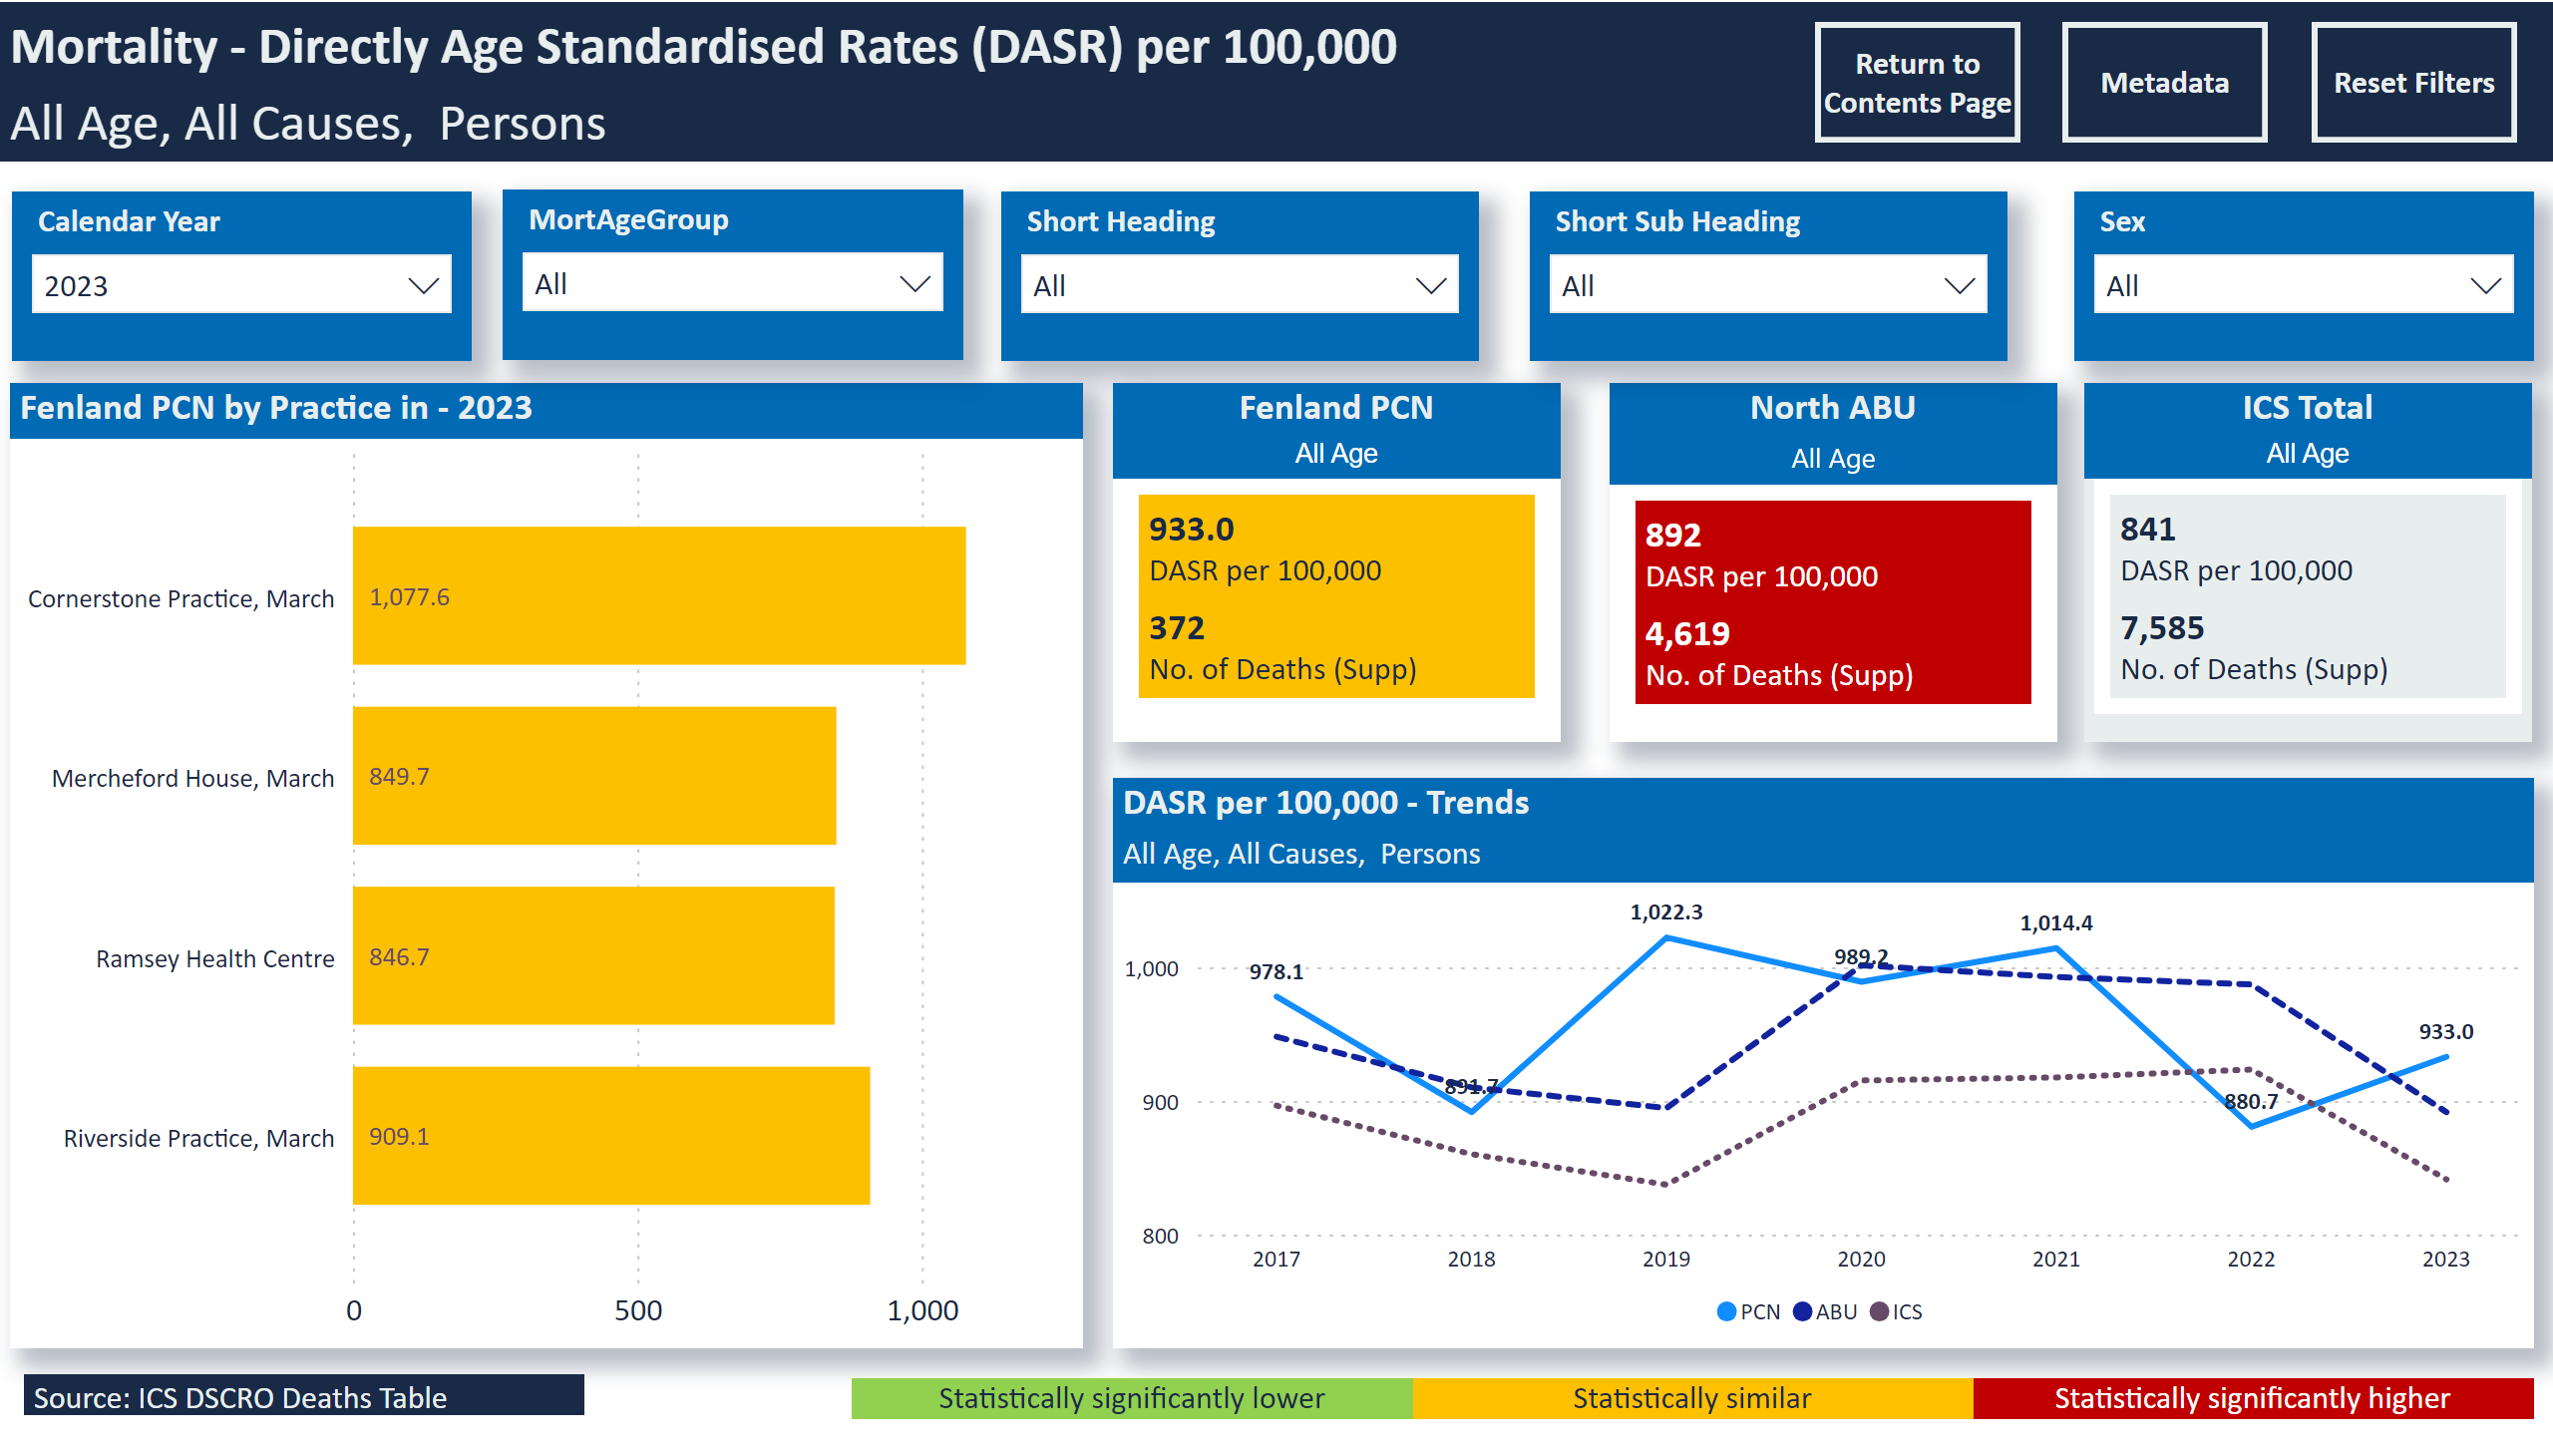 Mortality - Directly Age Standardised Rates (DASR) per 100,000
All Age, All Causes,  Persons
Return to
Contents Page
Metadata
Reset Filters
Calendar Year
2023
MortAgeGroup
All
Short Heading
All
Short Sub Heading
All
Sex
All
Fenland PCN by Practice in - 2023
Cornerstone Practice, March
1,077.6
Mercheford House, March
849.7
Ramsey Health Centre
846.7
Riverside Practice, March
909.1
0
500
1,000
Fenland PCN
All Age
933.0
DASR per 100,000
372
No. of Deaths (Supp)
North ABU
All Age
892
DASR per 100,000
4,619
No. of Deaths (Supp)
ICS Total
All Age
841
DASR per 100,000
7,585
No. of Deaths (Supp)
DASR per 100,000 - Trends
All Age, All Causes,  Persons
1,000
900
800
978.1
891.7
1,022.3
989.2
1,014.4
880.7
933.0
2017
2018
2019
2020
2021
2022
2023
PCN
ABU
ICS
Source: ICS DSCRO Deaths Table
Statistically significantly lower
Statistically similar
Statistically significantly higher